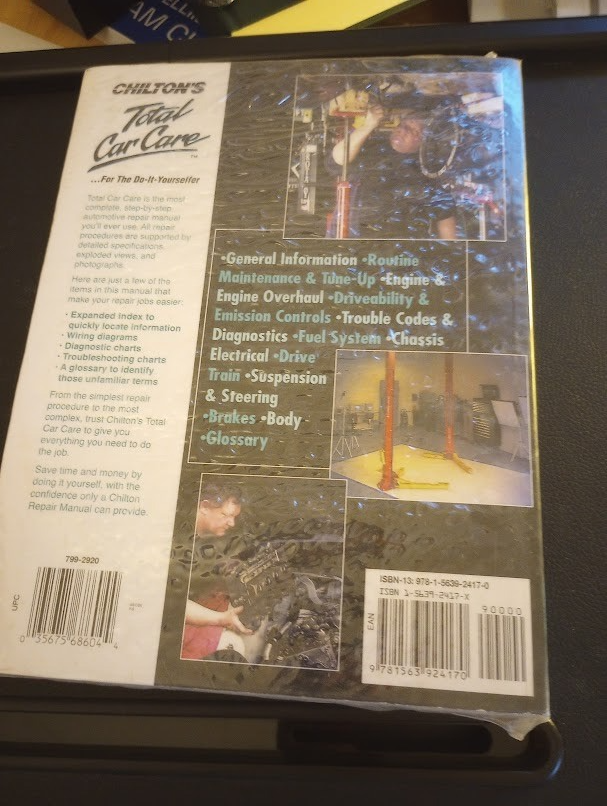 AM C
CHILTON'S
Total
Car Care™
...For The Do-It-Yourselfer
Total Car Care is the most
complete, step-by-step
automotive repair manual
you'll ever use. All repair
procedures are supported by
detailed specifications,
exploded views, and
photographs.
Here are just a few of the
items in this manual that
make your repair jobs easier:
• Expanded index to
quickly locate information
• Wiring diagrams
• Diagnostic charts
• Troubleshooting charts
• A glossary to identify
those unfamiliar terms
From the simplest repair
procedure to the most
complex, trust Chilton's Total
Car Care to give you
everything you need to do
the job.
Save time and money by
doing it yourself, with the
confidence only a Chilton
Repair Manual can provide.
799-2920
UPC
0 35675 68604 4
•General Information •Routine
Maintenance & Tune-Up •Engine &
Engine Overhaul •Driveability &
Emission Controls •Trouble Codes &
Diagnostics •Fuel System •Chassis
Electrical •Drive
Train •Suspension
& Steering
•Brakes •Body
•Glossary
ISBN-13: 978-1-5639-2417-0
ISBN 1-5639-2417-X
90000
EAN
9 781563 924170